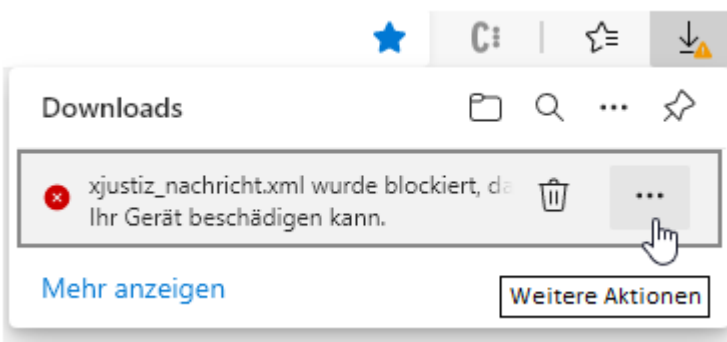 Downloads
xjustiz_nachricht.xml wurde blockiert, da
Ihr Gerät beschädigen kann.
Mehr anzeigen
Weitere Aktionen